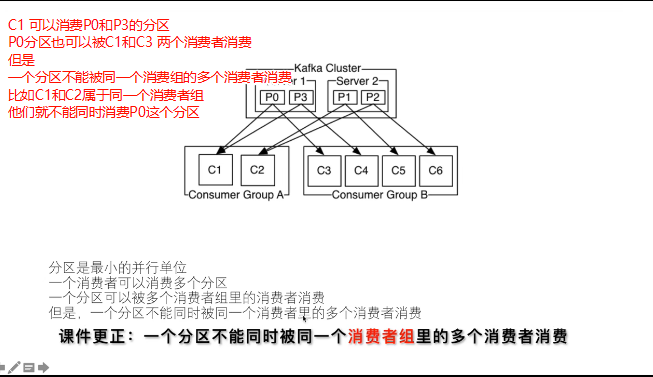 C1 可以消费P0和P3的分区
P0分区也可以被C1和C3 两个消费者消费
但是
一个分区不能被同一个消费组的多个消费者消费
比如C1和C2属于同一个消费者组
他们就不能同时消费P0这个分区
Kafka Cluster
r 1
Server 2
P0
P3
P1
P2
C1
C2
C3
C4
C5
C6
Consumer Group A
Consumer Group B
分区是最小的并行单位
一个消费者可以消费多个分区
一个分区可以被多个消费者组里的消费者消费
但是，一个分区不能同时被同一个消费者里的多个消费者消费
课件更正：一个分区不能同时被同一个消费者组里的多个消费者消费